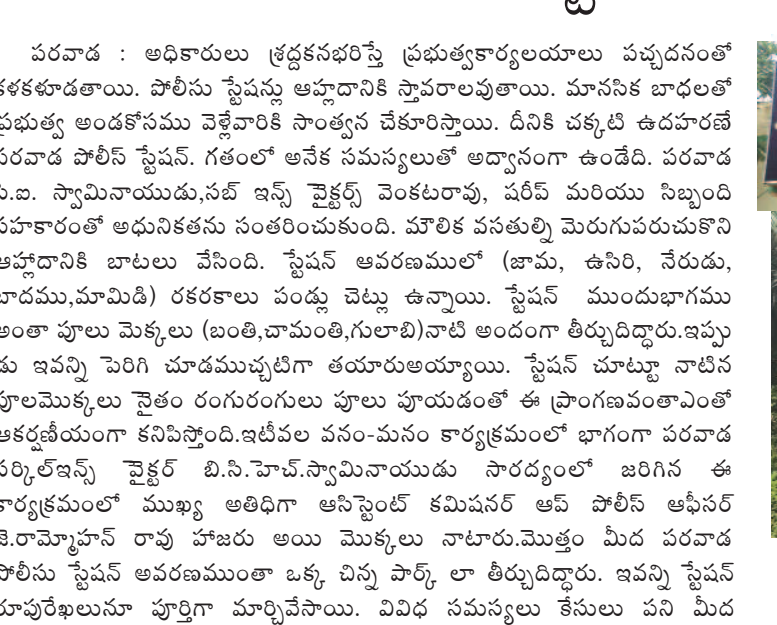 పరవాడ : అధికారులు శ్రద్దకనభరిస్తే ప్రభుత్వకార్యలయాలు పచ్చదనంతో
కళకళూడతాయి. పోలీసు స్టేషన్లు ఆహ్లదానికి స్తావరాలవుతాయి. మానసిక బాధలతో
ప్రభుత్వ అండకోసము వెళ్లేవారికి సాంత్వన చేకూరిస్తాయి. దీనికి చక్కటి ఉదహరణే
పరవాడ పోలీస్ స్టేషన్. గతంలో అనేక సమస్యలుతో అద్వానంగా ఉండేది. పరవాడ
సి.ఐ. స్వామినాయుడు,సబ్ ఇన్స్ పైక్టర్స్ వెంకటరావు, షరీప్ మరియు సిబ్బంది
సహకారంతో అధునికతను సంతరించుకుంది. మౌలిక వసతుల్ని మెరుగుపరుచుకొని
ఆహ్లాదానికి బాటలు వేసింది. స్టేషన్ ఆవరణములో (జామ, ఉసిరి, నేరుడు,
బాదము,మామిడి) రకరకాలు పండ్లు చెట్లు ఉన్నాయి. స్టేషన్ ముందుభాగము
అంతా పూలు మెక్కలు (బంతి,చామంతి,గులాబి)నాటి అందంగా తీర్చుదిద్దారు.ఇప్పు
డు ఇవన్ని పెరిగి చూడముచ్చటిగా తయారుఅయ్యాయి. స్టేషన్ చూట్టూ నాటిన
పూలమొక్కలు సైతం రంగురంగులు పూలు పూయడంతో ఈ ప్రాంగణవంతాఎంతో
ఆకర్షణీయంగా కనిపిస్తోంది.ఇటీవల వనం-మనం కార్యక్రమంలో భాగంగా పరవాడ
సర్కిల్ఇన్స్ పైక్టర్ బి.సి.హెచ్.స్వామినాయుడు సారద్యంలో జరిగిన ఈ
కార్యక్రమంలో ముఖ్య అతిధిగా ఆసిస్టెంట్ కమిషనర్ ఆప్ పోలీస్ ఆఫీసర్
జె.రామ్మోహన్ రావు హాజరు అయి మొక్కలు నాటారు.మొత్తం మీద పరవాడ
పోలీసు స్టేషన్ అవరణముంతా ఒక్క చిన్న పార్క్ లా తీర్చుదిద్దారు. ఇవన్ని స్టేషన్
రూపురేఖలునూ పూర్తిగా మార్చివేసాయి. వివిధ సమస్యలు కేసులు పని మీద